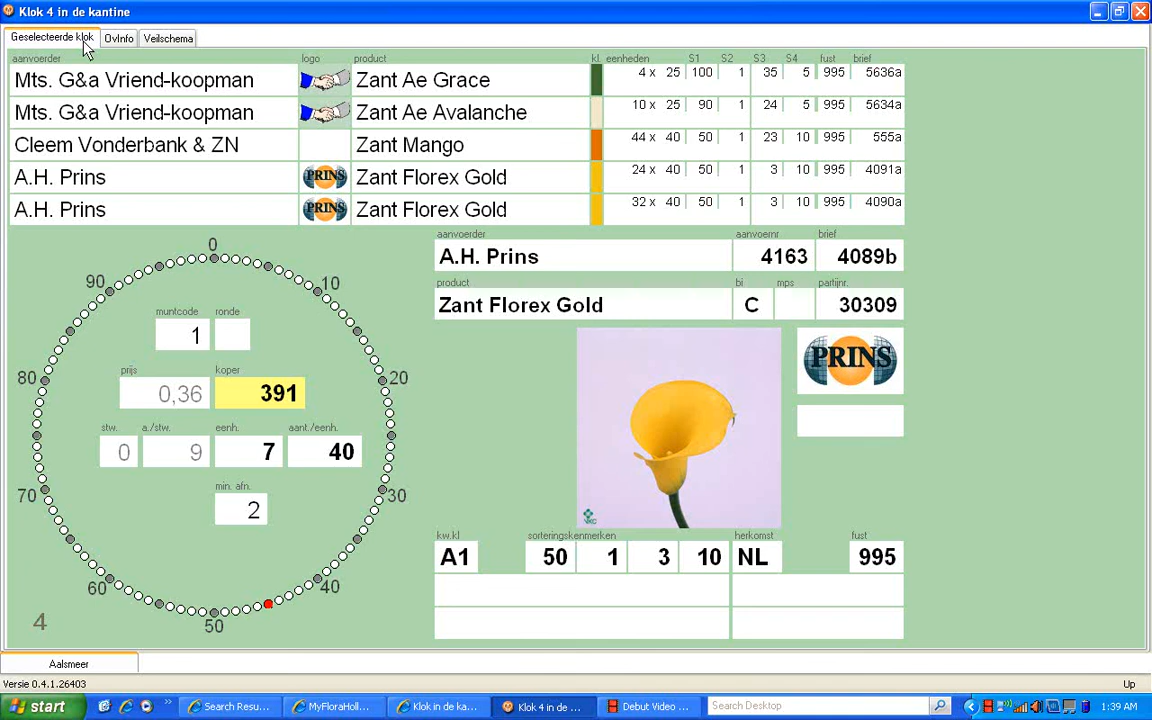 Klok 4 in de kantine
Geselecteerde klok OvInfo Veilschema
aanvoerder logo product kl. eenheden S1 S2 S3 S4 fust brief
Mts. G&a Vriend-koopman Zant Ae Grace 4 x 25 100 1 35 5 995 5636a
Mts. G&a Vriend-koopman Zant Ae Avalanche 10 x 25 90 1 24 5 995 5634a
Cleem Vonderbank & ZN Zant Mango 44 x 40 50 1 23 10 995 555a
A.H. Prins PRINS Zant Florex Gold 24 x 40 50 1 3 10 995 4091a
A.H. Prins PRINS Zant Florex Gold 32 x 40 50 1 3 10 995 4090a
0
10
20
30
40
50
60
70
80
90
muntcode ronde
1
prijs koper
0,36 391
stw. a./stw. eenh. aant./eenh.
0 9 7 40
min. afn.
2
4
aanvoerder aanvoernr brief
A.H. Prins 4163 4089b
product bi mps partijnr.
Zant Florex Gold C 30309
PRINS
VKC
kw.kl sorteringskenmerken herkomst fust
A1 50 1 3 10 NL 995
Aalsmeer
Versie 0.4.1.26403 Up
start Search Resu... MyFloraHoll... Klok in de ka... Klok 4 in de ... Debut Video ... Search Desktop 1:39 AM